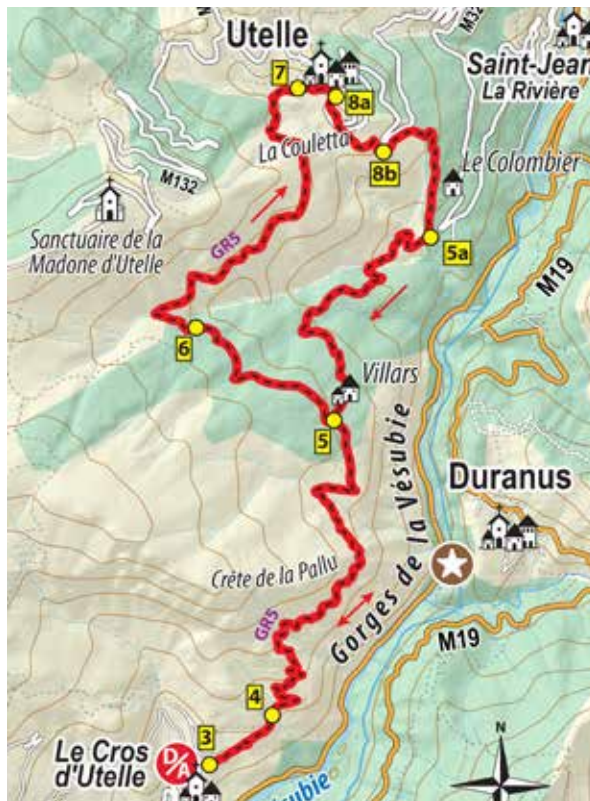 Utelle
M32
Saint-Jean
La Rivière
7
8a
La Couletta
8b
Le Colombier
M132
Sanctuaire de la
Madone d'Utelle
GR5
5a
M19
6
Villars
5
Gorges de la Vésubie
Duranus
Crête de la Pallu
GR5
M19
4
3
D/A
Le Cros
d'Utelle
N